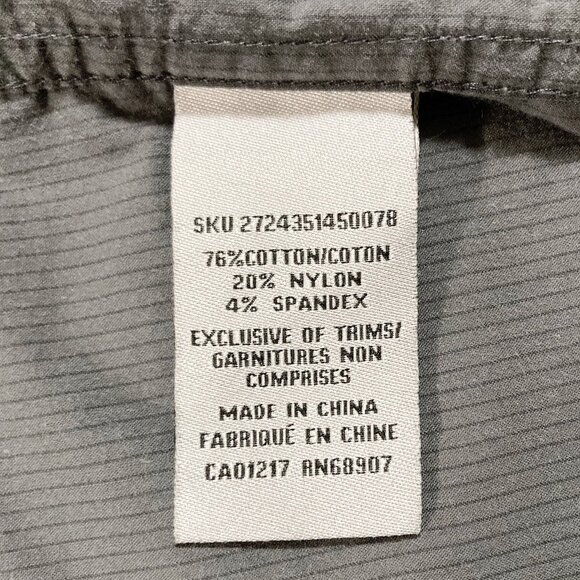 SKU 2724351450078
76%COTTON/COTON
20% NYLON
4% SPANDEX
EXCLUSIVE OF TRIMS/
GARNITURES NON
COMPRISES
MADE IN CHINA
FABRIQUÉ EN CHINE
CA01217 RN68907